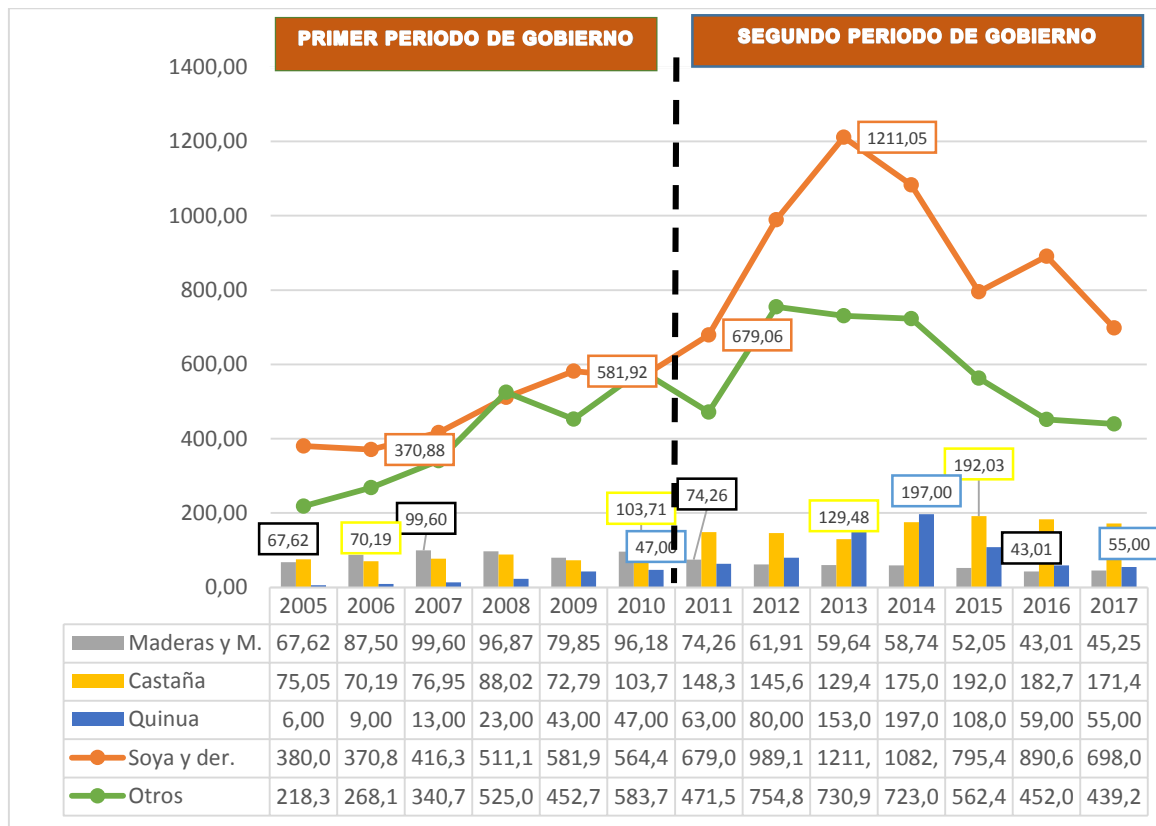 PRIMER PERIODO DE GOBIERNO
SEGUNDO PERIODO DE GOBIERNO
1400,00
1200,00
1000,00
800,00
600,00
400,00
200,00
0,00
1211,05
679,06
581,92
370,88
192,03
197,00
74,26
103,71
99,60
129,48
67,62
70,19
47,00
43,01
55,00
2005 2006 2007 2008 2009 2010 2011 2012 2013 2014 2015 2016 2017
Maderas y M. 67,62 87,50 99,60 96,87 79,85 96,18 74,26 61,91 59,64 58,74 52,05 43,01 45,25
Castaña 75,05 70,19 76,95 88,02 72,79 103,7 148,3 145,6 129,4 175,0 192,0 182,7 171,4
Quinua 6,00 9,00 13,00 23,00 43,00 47,00 63,00 80,00 153,0 197,0 108,0 59,00 55,00
Soya y der. 380,0 370,8 416,3 511,1 581,9 564,4 679,0 989,1 1211, 1082, 795,4 890,6 698,0
Otros 218,3 268,1 340,7 525,0 452,7 583,7 471,5 754,8 730,9 723,0 562,4 452,0 439,2